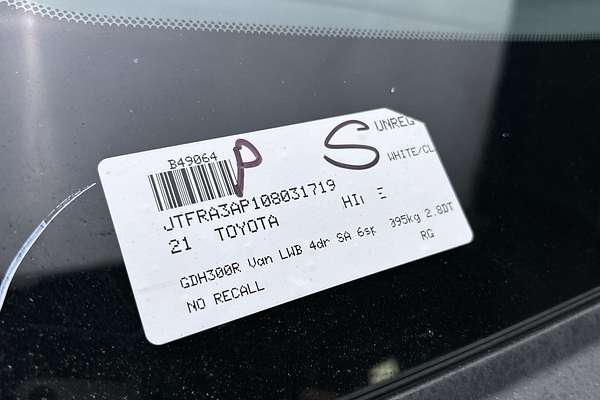 B49064 P S UNREG
WHITE/CL
JTFRA3AP108031719
21 TOYOTA HI E
GDH300R Van LWB 4dr SA 6sp 395kg 2.8DT
RG
NO RECALL